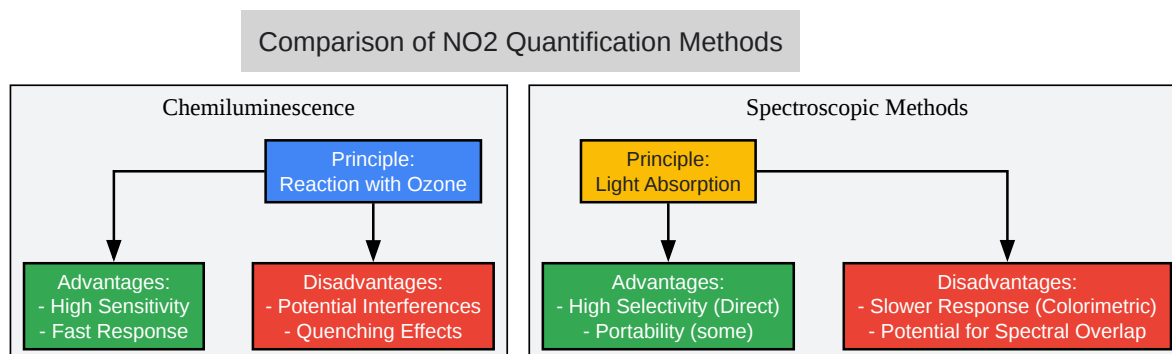 Comparison of NO2 Quantification Methods
Chemiluminescence
Principle:
Reaction with Ozone
Advantages:
- High Sensitivity
- Fast Response
Disadvantages:
- Potential Interferences
- Quenching Effects
Spectroscopic Methods
Principle:
Light Absorption
Advantages:
- High Selectivity (Direct)
- Portability (some)
Disadvantages:
- Slower Response (Colorimetric)
- Potential for Spectral Overlap